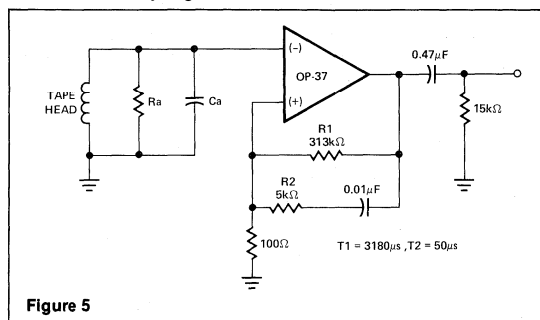 (-)
0.47μF
OP-37
TAPE
HEAD
Ra
Ca
(+)
R1
313kΩ
15kΩ
R2
5kΩ
0.01μF
100Ω
T1 = 3180μs ,T2 = 50μs
Figure 5